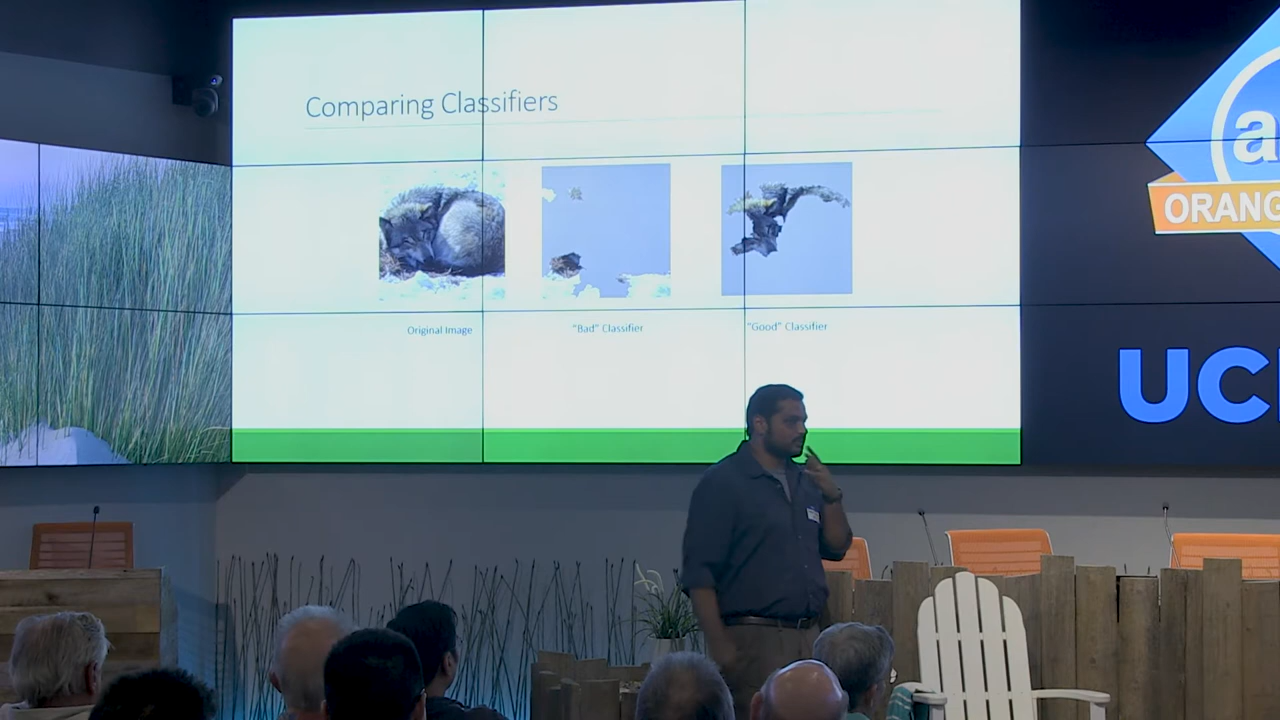 Comparing Classifiers
Original Image
"Bad" Classifier
"Good" Classifier
a
ORANG
UC